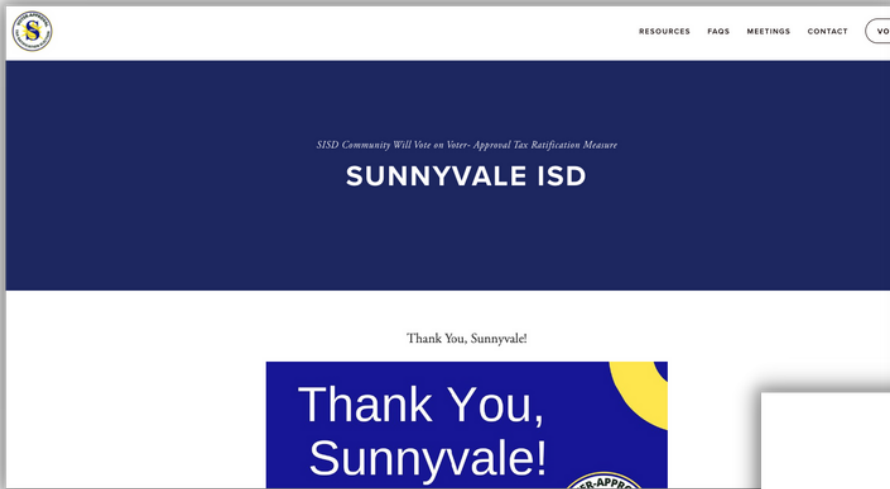 RESOURCES FAQS MEETINGS CONTACT
SISD Community Will Vote on Voter- Approval Tax Ratification Measure
SUNNYVALE ISD
Thank You, Sunnyvale!
Thank You,
Sunnyvale!